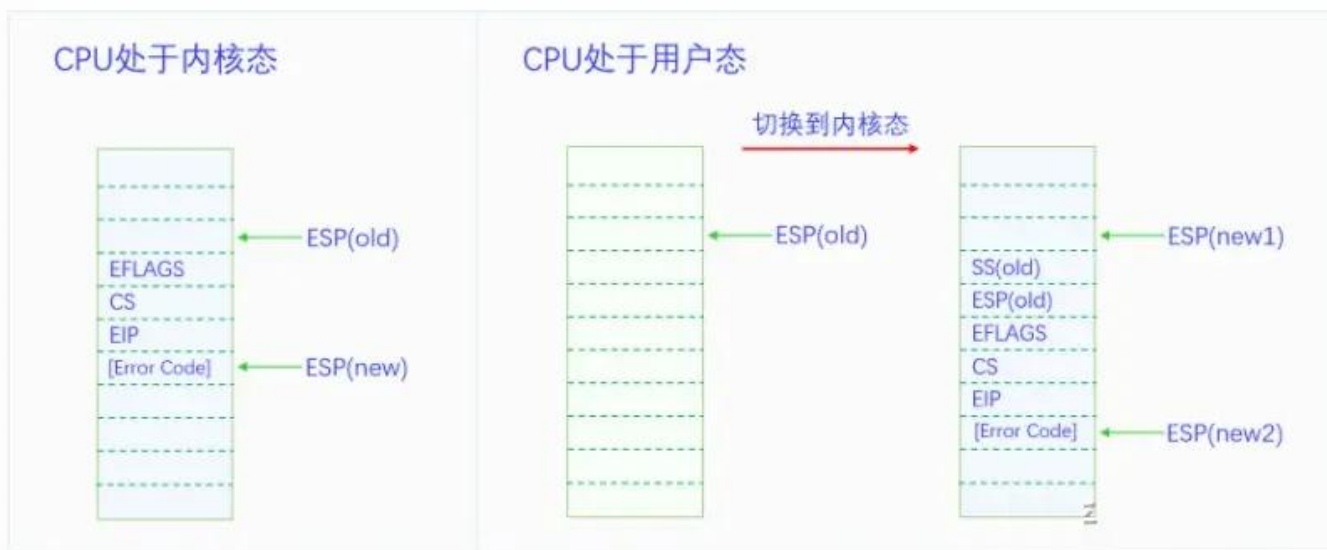 CPU处于内核态
ESP(old)
EFLAGS
CS
EIP
[Error Code]
ESP(new)
CPU处于用户态
切换到内核态
ESP(old)
ESP(new1)
SS(old)
ESP(old)
EFLAGS
CS
EIP
[Error Code]
ESP(new2)